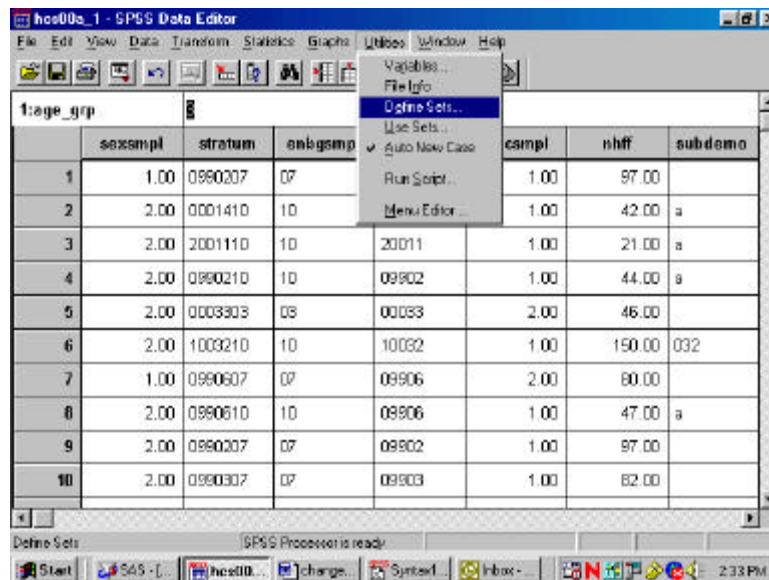 hos00a_1 - SPSS Data Editor
File Edit View Data Transform Statistics Graphs Utilities Window Help
Variables...
File Info
Define Sets...
Use Sets...
✓ Auto New Case
Run Script...
Menu Editor...
1:age_grp
sexsmpl stratum enbgsmp csmpl nhff subdemo
1 1.00 0990207 07 1.00 97.00
2 2.00 0001410 10 1.00 42.00 a
3 2.00 2001110 10 20011 1.00 21.00 a
4 2.00 0990210 10 09902 1.00 44.00 a
5 2.00 0003303 03 00033 2.00 46.00
6 2.00 1003210 10 10032 1.00 150.00 032
7 1.00 0990607 07 09906 2.00 80.00
8 2.00 0990610 10 09906 1.00 47.00 a
9 2.00 0990207 07 09902 1.00 97.00
10 2.00 0990307 07 09903 1.00 82.00
Define Sets SPSS Processor is ready
Start SAS - [... hos00... change... Syntax1... Inbox - ... 2:33 PM